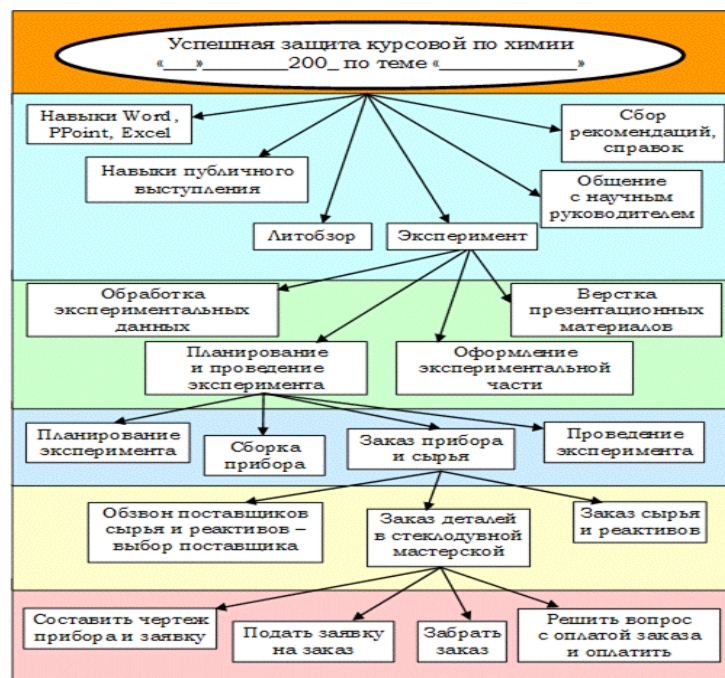 Успешная защита курсовой по химии
«___»_________200_ по теме «______________»
Навыки Word,
PPoint, Excel
Сбор
рекомендаций,
справок
Навыки публичного
выступления
Общение
с научным
руководителем
Литобзор
Эксперимент
Обработка
экспериментальных
данных
Верстка
презентационных
материалов
Планирование
и проведение
эксперимента
Оформление
экспериментальной
части
Планирование
эксперимента
Сборка
прибора
Заказ прибора
и сырья
Проведение
эксперимента
Обзвон поставщиков
сырья и реактивов –
выбор поставщика
Заказ деталей
в стеклодувной
мастерской
Заказ сырья
и реактивов
Составить чертеж
прибора и заявку
Подать заявку
на заказ
Забрать
заказ
Решить вопрос
с оплатой заказа
и оплатить